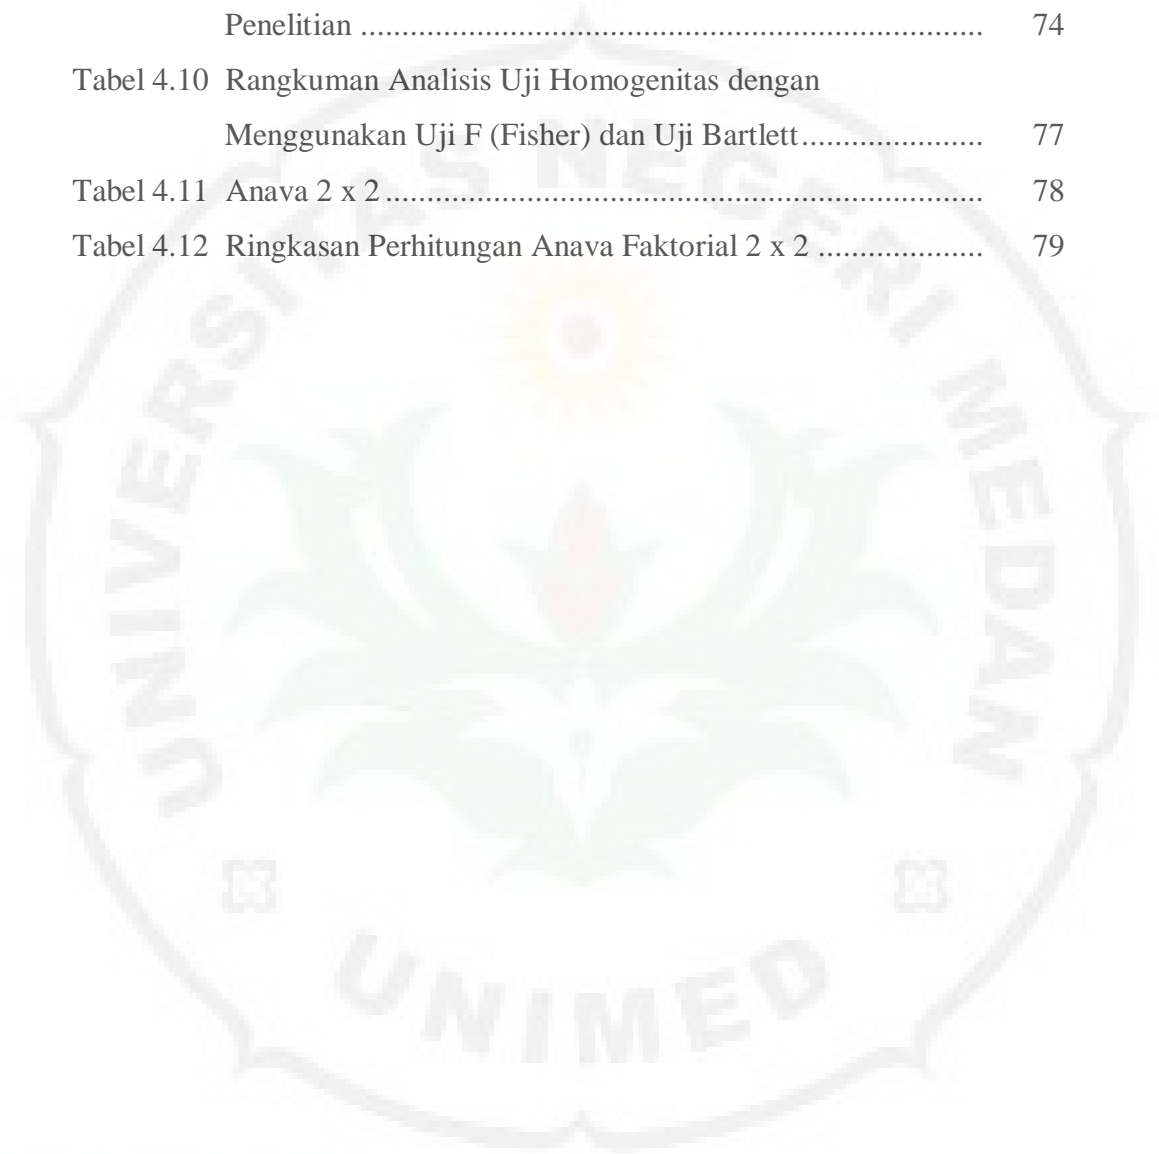 Penelitian ........................................................................... 74
Tabel 4.10 Rangkuman Analisis Uji Homogenitas dengan
Menggunakan Uji F (Fisher) dan Uji Bartlett...................... 77
Tabel 4.11 Anava 2 x 2 ........................................................................ 78
Tabel 4.12 Ringkasan Perhitungan Anava Faktorial 2 x 2 .................... 79
UNIVERSITAS NEGERI MEDAN
UNIMED